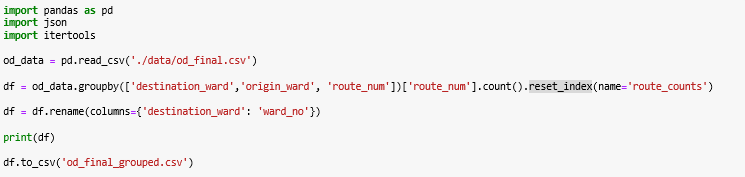 import pandas as pd
import json
import itertools
od_data = pd.read_csv('./data/od_final.csv')
df = od_data.groupby(['destination_ward','origin_ward', 'route_num'])['route_num'].count().reset_index(name='route_counts')
df = df.rename(columns={'destination_ward': 'ward_no'})
print(df)
df.to_csv('od_final_grouped.csv')